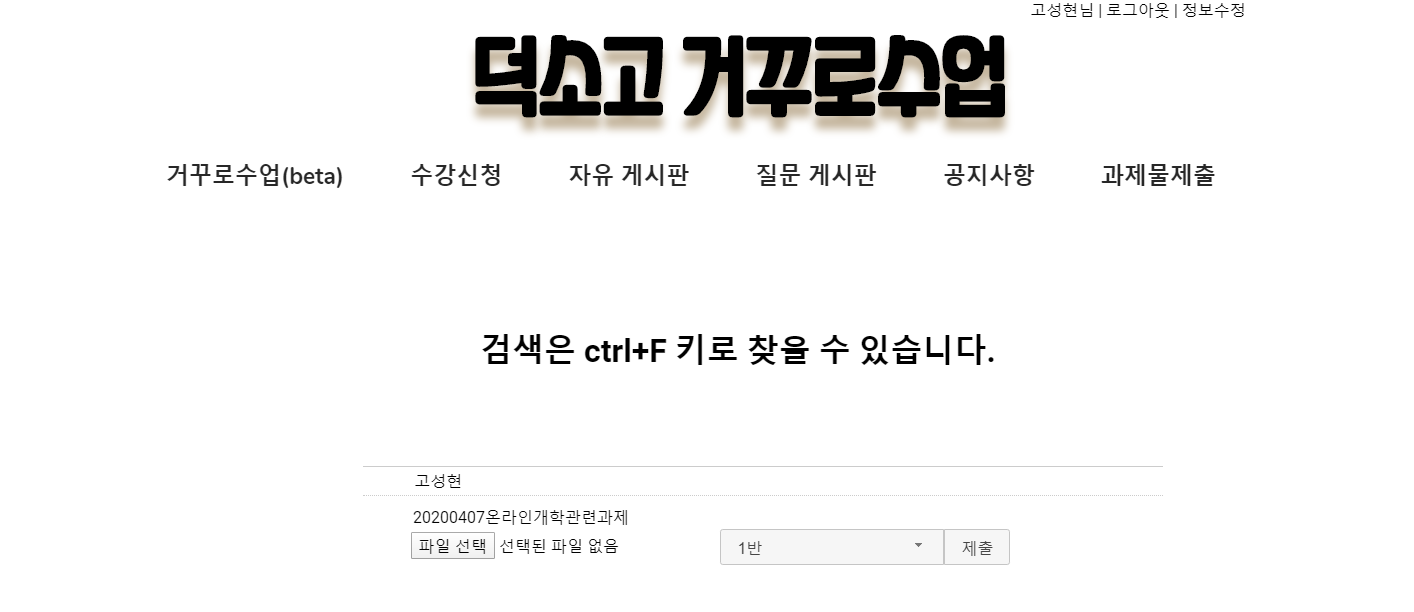 고성현님 | 로그아웃 | 정보수정
덕소고 거꾸로수업
거꾸로수업(beta) 수강신청 자유 게시판 질문 게시판 공지사항 과제물제출
검색은 ctrl+F 키로 찾을 수 있습니다.
고성현
20200407온라인개학관련과제
파일 선택 선택된 파일 없음 1반 제출